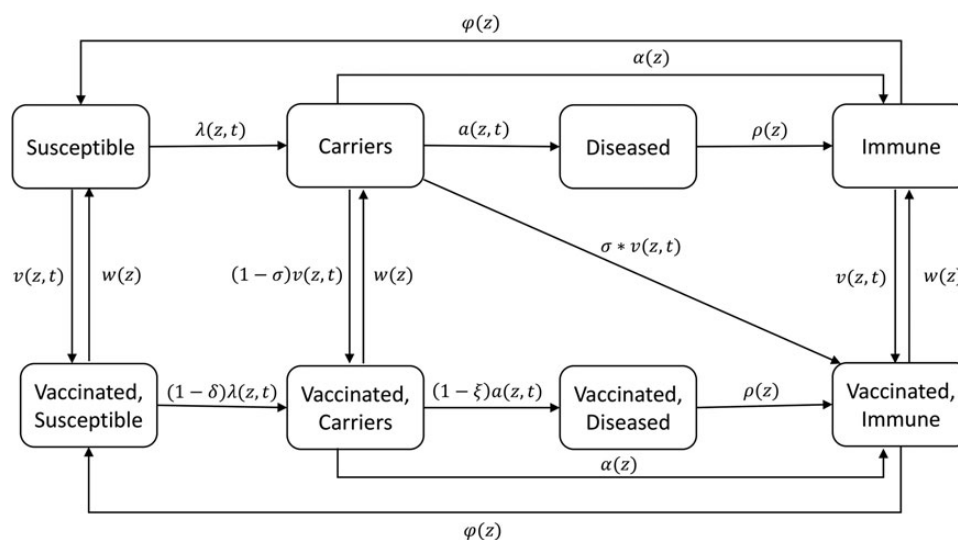 φ(z)
α(z)
Susceptible
λ(z,t)
Carriers
a(z,t)
Diseased
ρ(z)
Immune
σ * v(z,t)
v(z,t)
w(z)
(1−σ)v(z,t)
w(z)
v(z,t)
w(z)
Vaccinated,
Susceptible
(1−δ)λ(z,t)
Vaccinated,
Carriers
(1−ξ)a(z,t)
Vaccinated,
Diseased
ρ(z)
Vaccinated,
Immune
α(z)
φ(z)